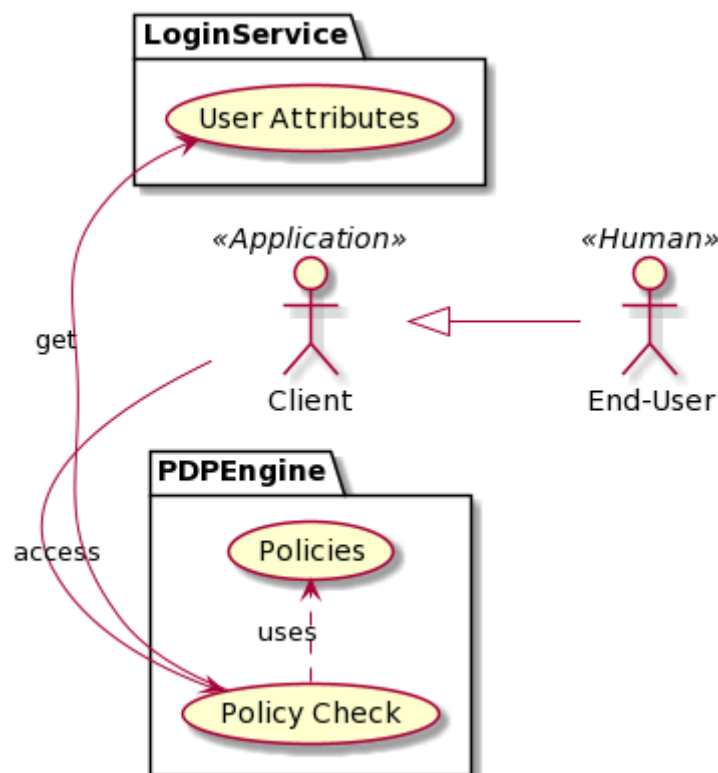 LoginService
User Attributes
«Application»
«Human»
get
Client
End-User
PDPEngine
access
Policies
uses
Policy Check